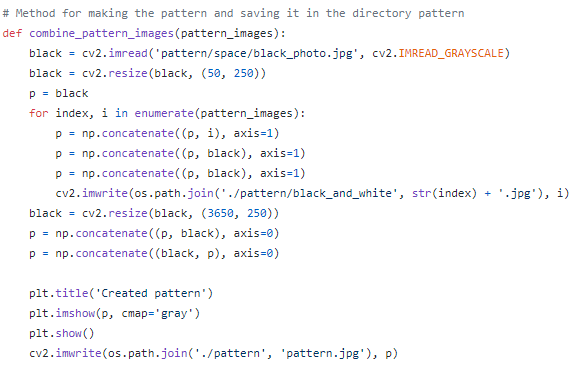 # Method for making the pattern and saving it in the directory pattern
def combine_pattern_images(pattern_images):
    black = cv2.imread('pattern/space/black_photo.jpg', cv2.IMREAD_GRAYSCALE)
    black = cv2.resize(black, (50, 250))
    p = black
    for index, i in enumerate(pattern_images):
        p = np.concatenate((p, i), axis=1)
        p = np.concatenate((p, black), axis=1)
        p = np.concatenate((p, black), axis=1)
        cv2.imwrite(os.path.join('./pattern/black_and_white', str(index) + '.jpg'), i)
    black = cv2.resize(black, (3650, 250))
    p = np.concatenate((p, black), axis=0)
    p = np.concatenate((black, p), axis=0)

    plt.title('Created pattern')
    plt.imshow(p, cmap='gray')
    plt.show()
    cv2.imwrite(os.path.join('./pattern', 'pattern.jpg'), p)